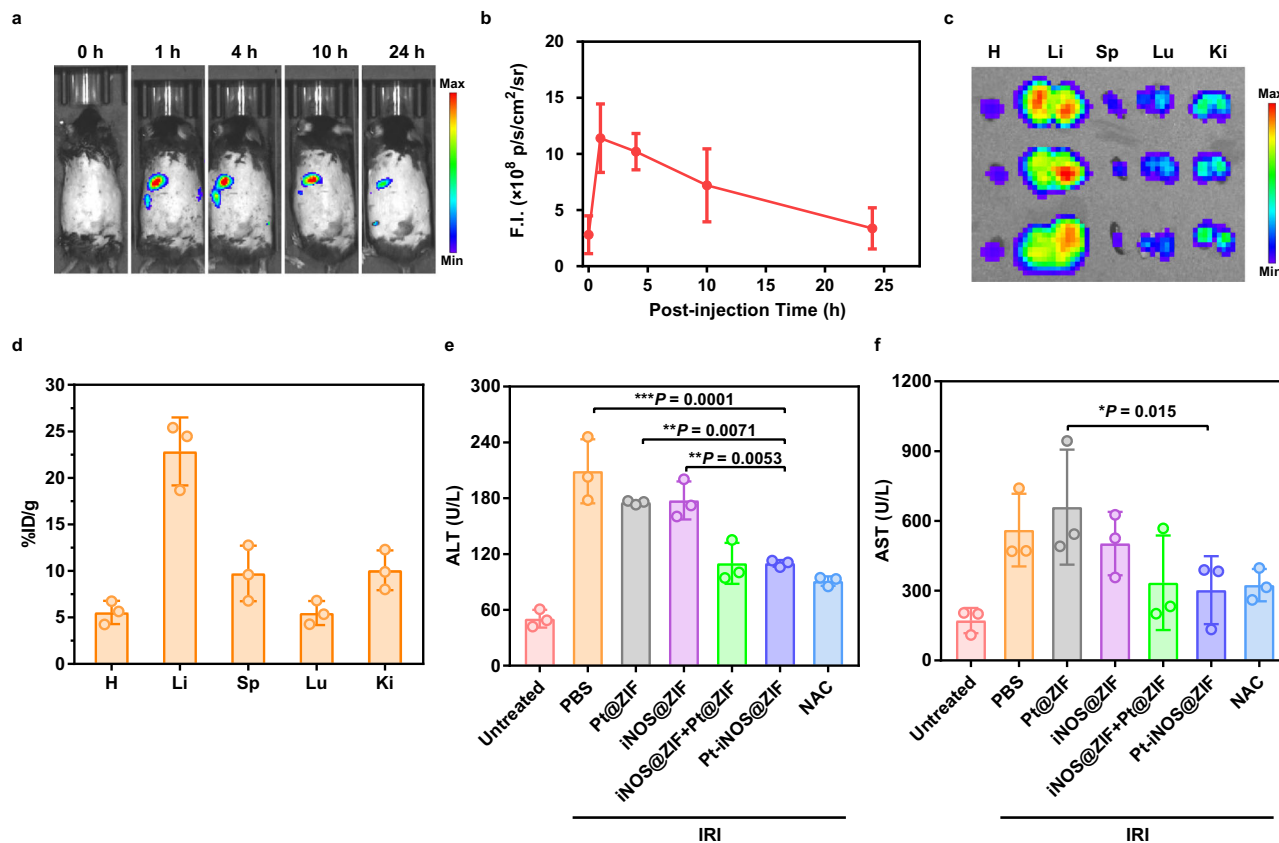 a
0 h 1 h 4 h 10 h 24 h
Max
Min
b
F.I. (×10⁸ p/s/cm²/sr)
20
15
10
5
0
0 5 10 15 20 25
Post-injection Time (h)
c
H Li Sp Lu Ki
Max
Min
d
%ID/g
30
25
20
15
10
5
0
H Li Sp Lu Ki
e
ALT (U/L)
300
240
180
120
60
0
***P = 0.0001
**P = 0.0071
**P = 0.0053
Untreated
PBS
Pt@ZIF
iNOS@ZIF
iNOS@ZIF+Pt@ZIF
Pt-iNOS@ZIF
NAC
IRI
f
AST (U/L)
1200
900
600
300
0
*P = 0.015
Untreated
PBS
Pt@ZIF
iNOS@ZIF
iNOS@ZIF+Pt@ZIF
Pt-iNOS@ZIF
NAC
IRI